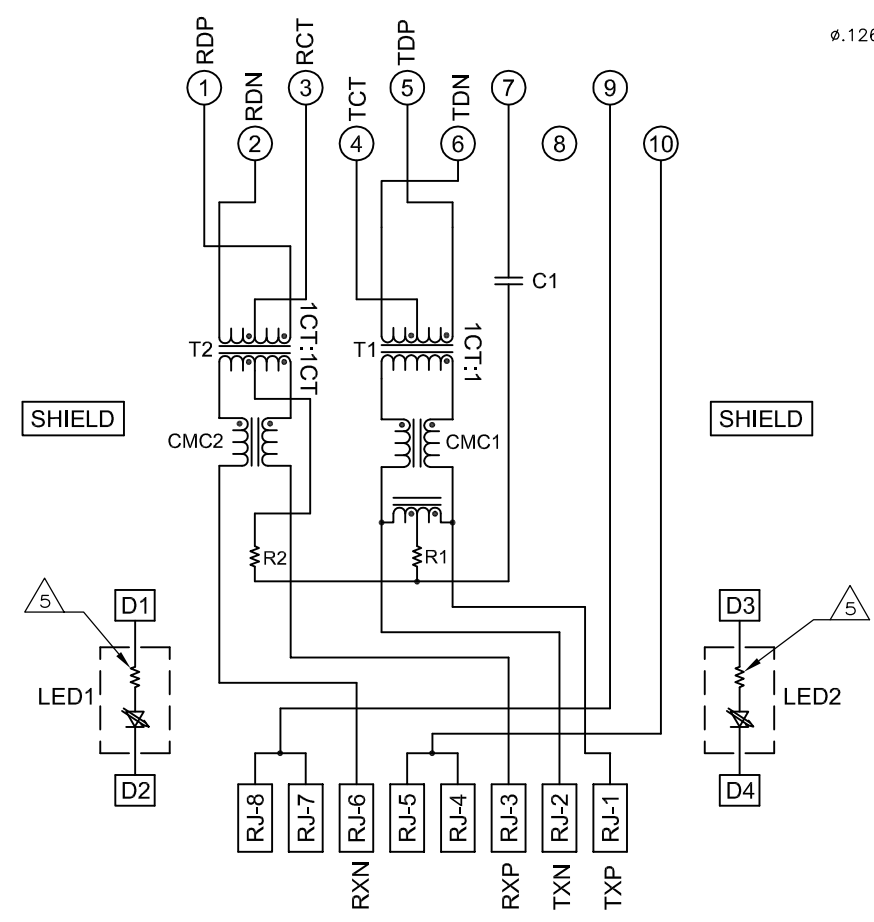 ø.126
RDP
RDN
RCT
TCT
TDP
TDN
1
2
3
4
5
6
7
8
9
10
C1
T2
1CT:1CT
T1
1CT:1
SHIELD
CMC2
CMC1
SHIELD
R2
R1
5
D1
LED1
D2
D3
5
LED2
D4
RJ-8
RJ-7
RJ-6
RJ-5
RJ-4
RJ-3
RJ-2
RJ-1
RXN
RXP
TXN
TXP